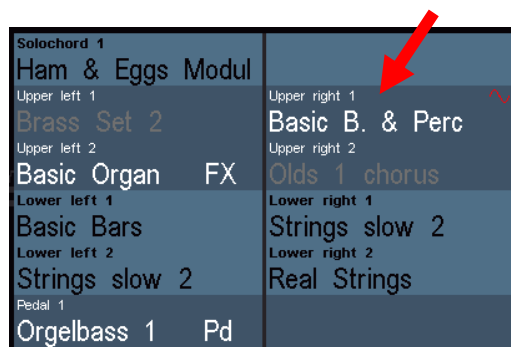 Solochord 1
Ham & Eggs Modul
Upper left 1
Brass Set 2
Upper right 1
Basic B. & Perc
Upper left 2
Basic Organ FX
Upper right 2
Olds 1 chorus
Lower left 1
Basic Bars
Lower right 1
Strings slow 2
Lower left 2
Strings slow 2
Lower right 2
Real Strings
Pedal 1
Orgelbass 1 Pd